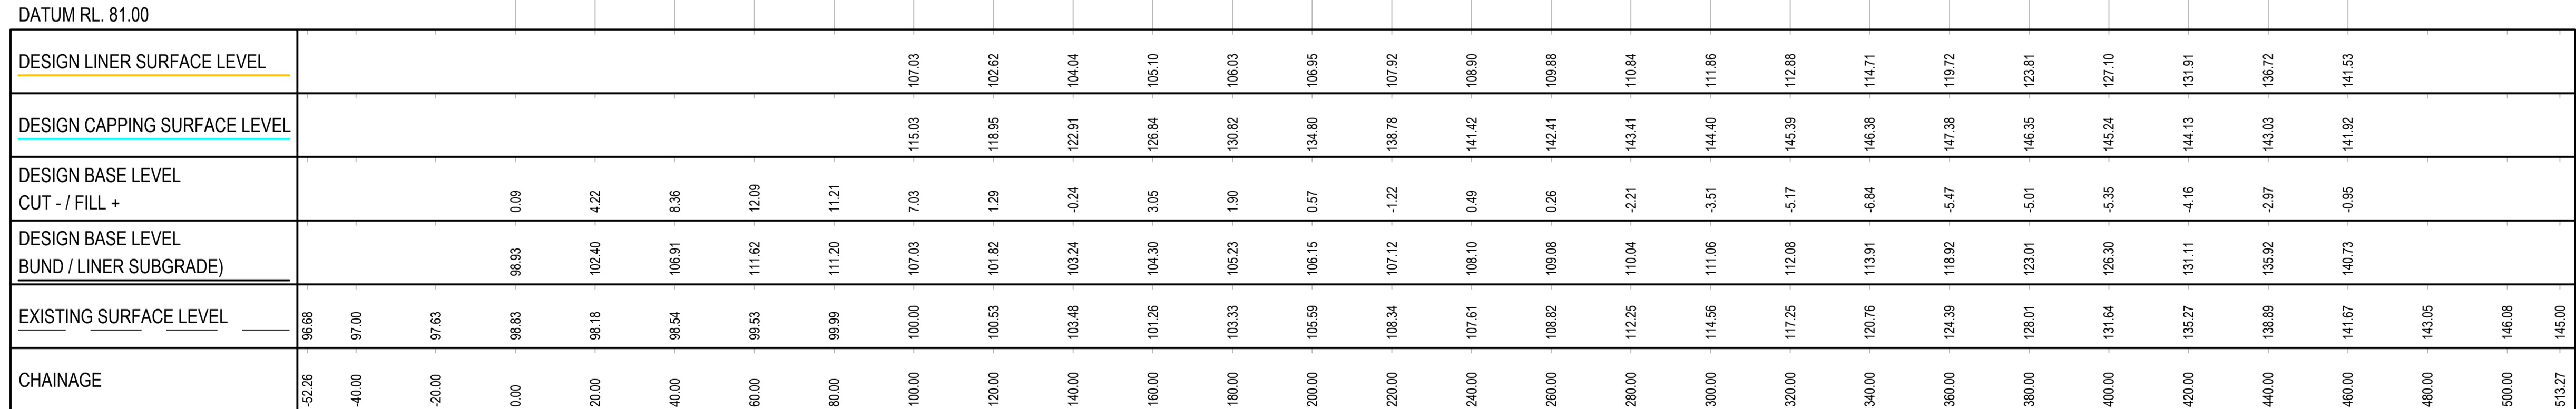 DATUM RL. 81.00
DESIGN LINER SURFACE LEVEL 107.03 102.62 104.04 105.10 106.03 106.95 107.92 108.90 109.88 110.84 111.86 112.88 114.71 119.72 123.81 127.10 131.91 136.72 141.53
DESIGN CAPPING SURFACE LEVEL 115.03 118.95 122.91 126.84 130.82 134.80 138.78 141.42 142.41 143.41 144.40 145.39 146.38 147.38 146.35 145.24 144.13 143.03 141.92
DESIGN BASE LEVEL
CUT - / FILL + 0.09 4.22 8.36 12.09 11.21 7.03 1.29 -0.24 3.05 1.90 0.57 -1.22 0.49 0.26 -2.21 -3.51 -5.17 -6.84 -5.47 -5.01 -5.35 -4.16 -2.97 -0.95
DESIGN BASE LEVEL
BUND / LINER SUBGRADE) 98.93 102.40 106.91 111.62 111.20 107.03 101.82 103.24 104.30 105.23 106.15 107.12 108.10 109.08 110.04 111.06 112.08 113.91 118.92 123.01 126.30 131.11 135.92 140.73
EXISTING SURFACE LEVEL 96.68 97.00 97.63 98.83 98.18 98.54 99.53 99.99 100.00 100.53 103.48 101.26 103.33 105.59 108.34 107.61 108.82 112.25 114.56 117.25 120.76 124.39 128.01 131.64 135.27 138.89 141.67 143.05 146.08 145.00
CHAINAGE -52.26 -40.00 -20.00 0.00 20.00 40.00 60.00 80.00 100.00 120.00 140.00 160.00 180.00 200.00 220.00 240.00 260.00 280.00 300.00 320.00 340.00 360.00 380.00 400.00 420.00 440.00 460.00 480.00 500.00 513.27